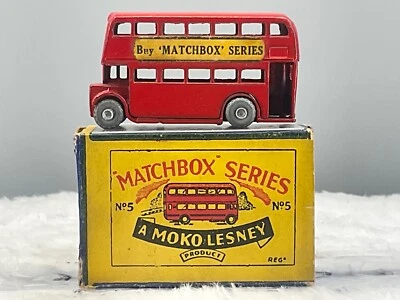 Buy 'MATCHBOX' SERIES
"MATCHBOX" SERIES
No5 No5
A MOKO LESNEY
PRODUCT
REGD